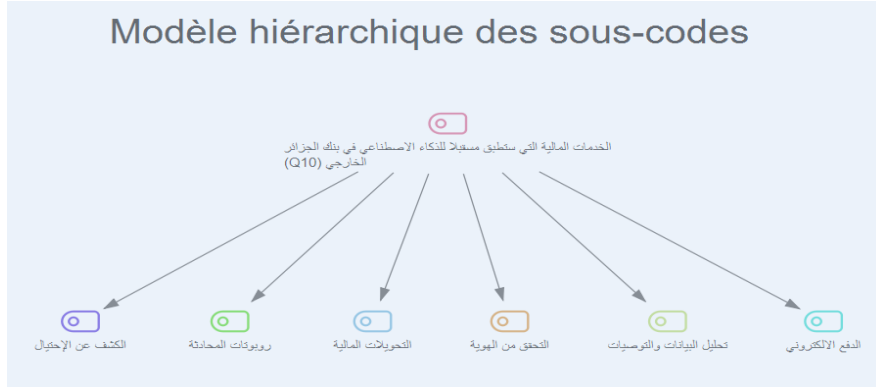 Modèle hiérarchique des sous-codes
الخدمات المالية التي ستطبق مسقبلا للذكاء الاصطناعي في بنك الجزائر
الخارجي (Q10)
الدفع الالكتروني
تحليل البيانات والتوصيات
التحقق من الهوية
التحويلات المالية
روبوتات المحادثة
الكشف عن الإحتيال